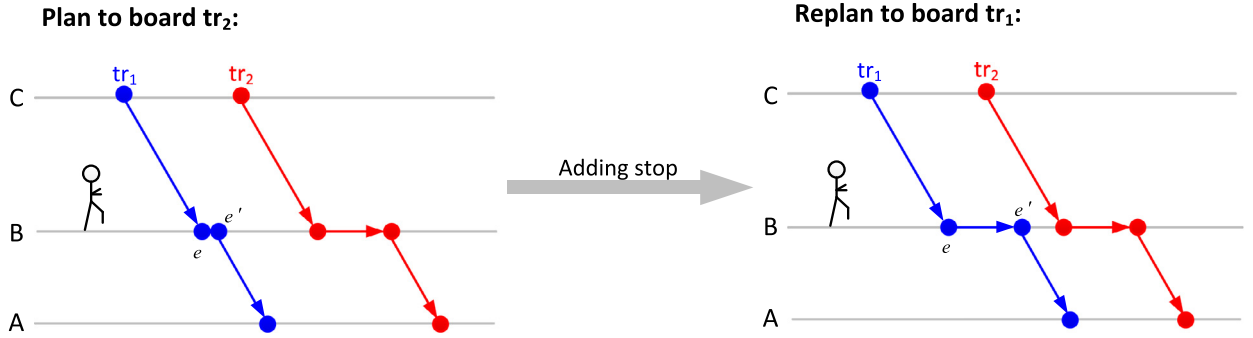 Plan to board tr₂:
tr₁
tr₂
C
e'
B
e
A
Adding stop
Replan to board tr₁:
tr₁
tr₂
C
e'
B
e
A